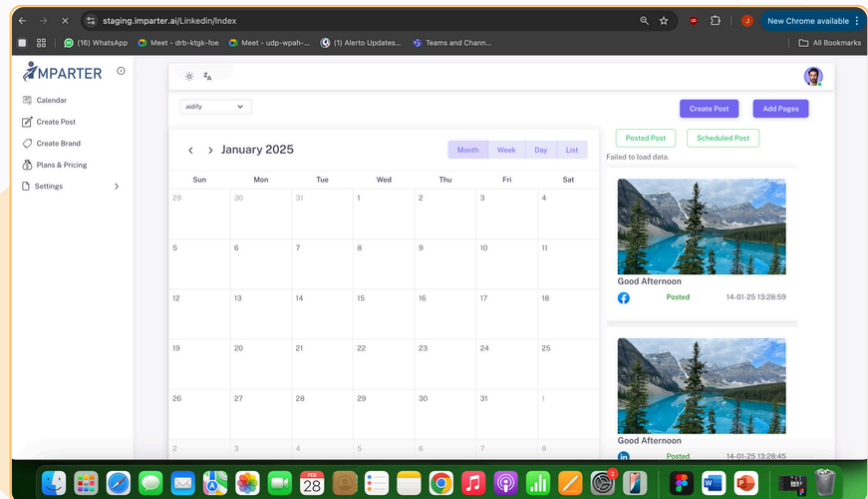 staging.imparter.ai/Linkedin/Index
New Chrome available
(16) WhatsApp
Meet - drb-ktgk-foe
Meet - udp-wpah-...
(1) Alerto Updates...
Teams and Chann...
All Bookmarks
IMPARTER
Calendar
Create Post
Create Brand
Plans & Pricing
Settings
aidify
Create Post
Add Pages
January 2025
Month Week Day List
Posted Post
Scheduled Post
Failed to load data.
Sun Mon Tue Wed Thu Fri Sat
29 30 31 1 2 3 4
5 6 7 8 9 10 11
12 13 14 15 16 17 18
19 20 21 22 23 24 25
26 27 28 29 30 31 1
2 3 4 5 6 7 8
Good Afternoon
Posted 14-01-25 13:28:59
Good Afternoon
Posted 14-01-25 13:28:45
FEB
28
2